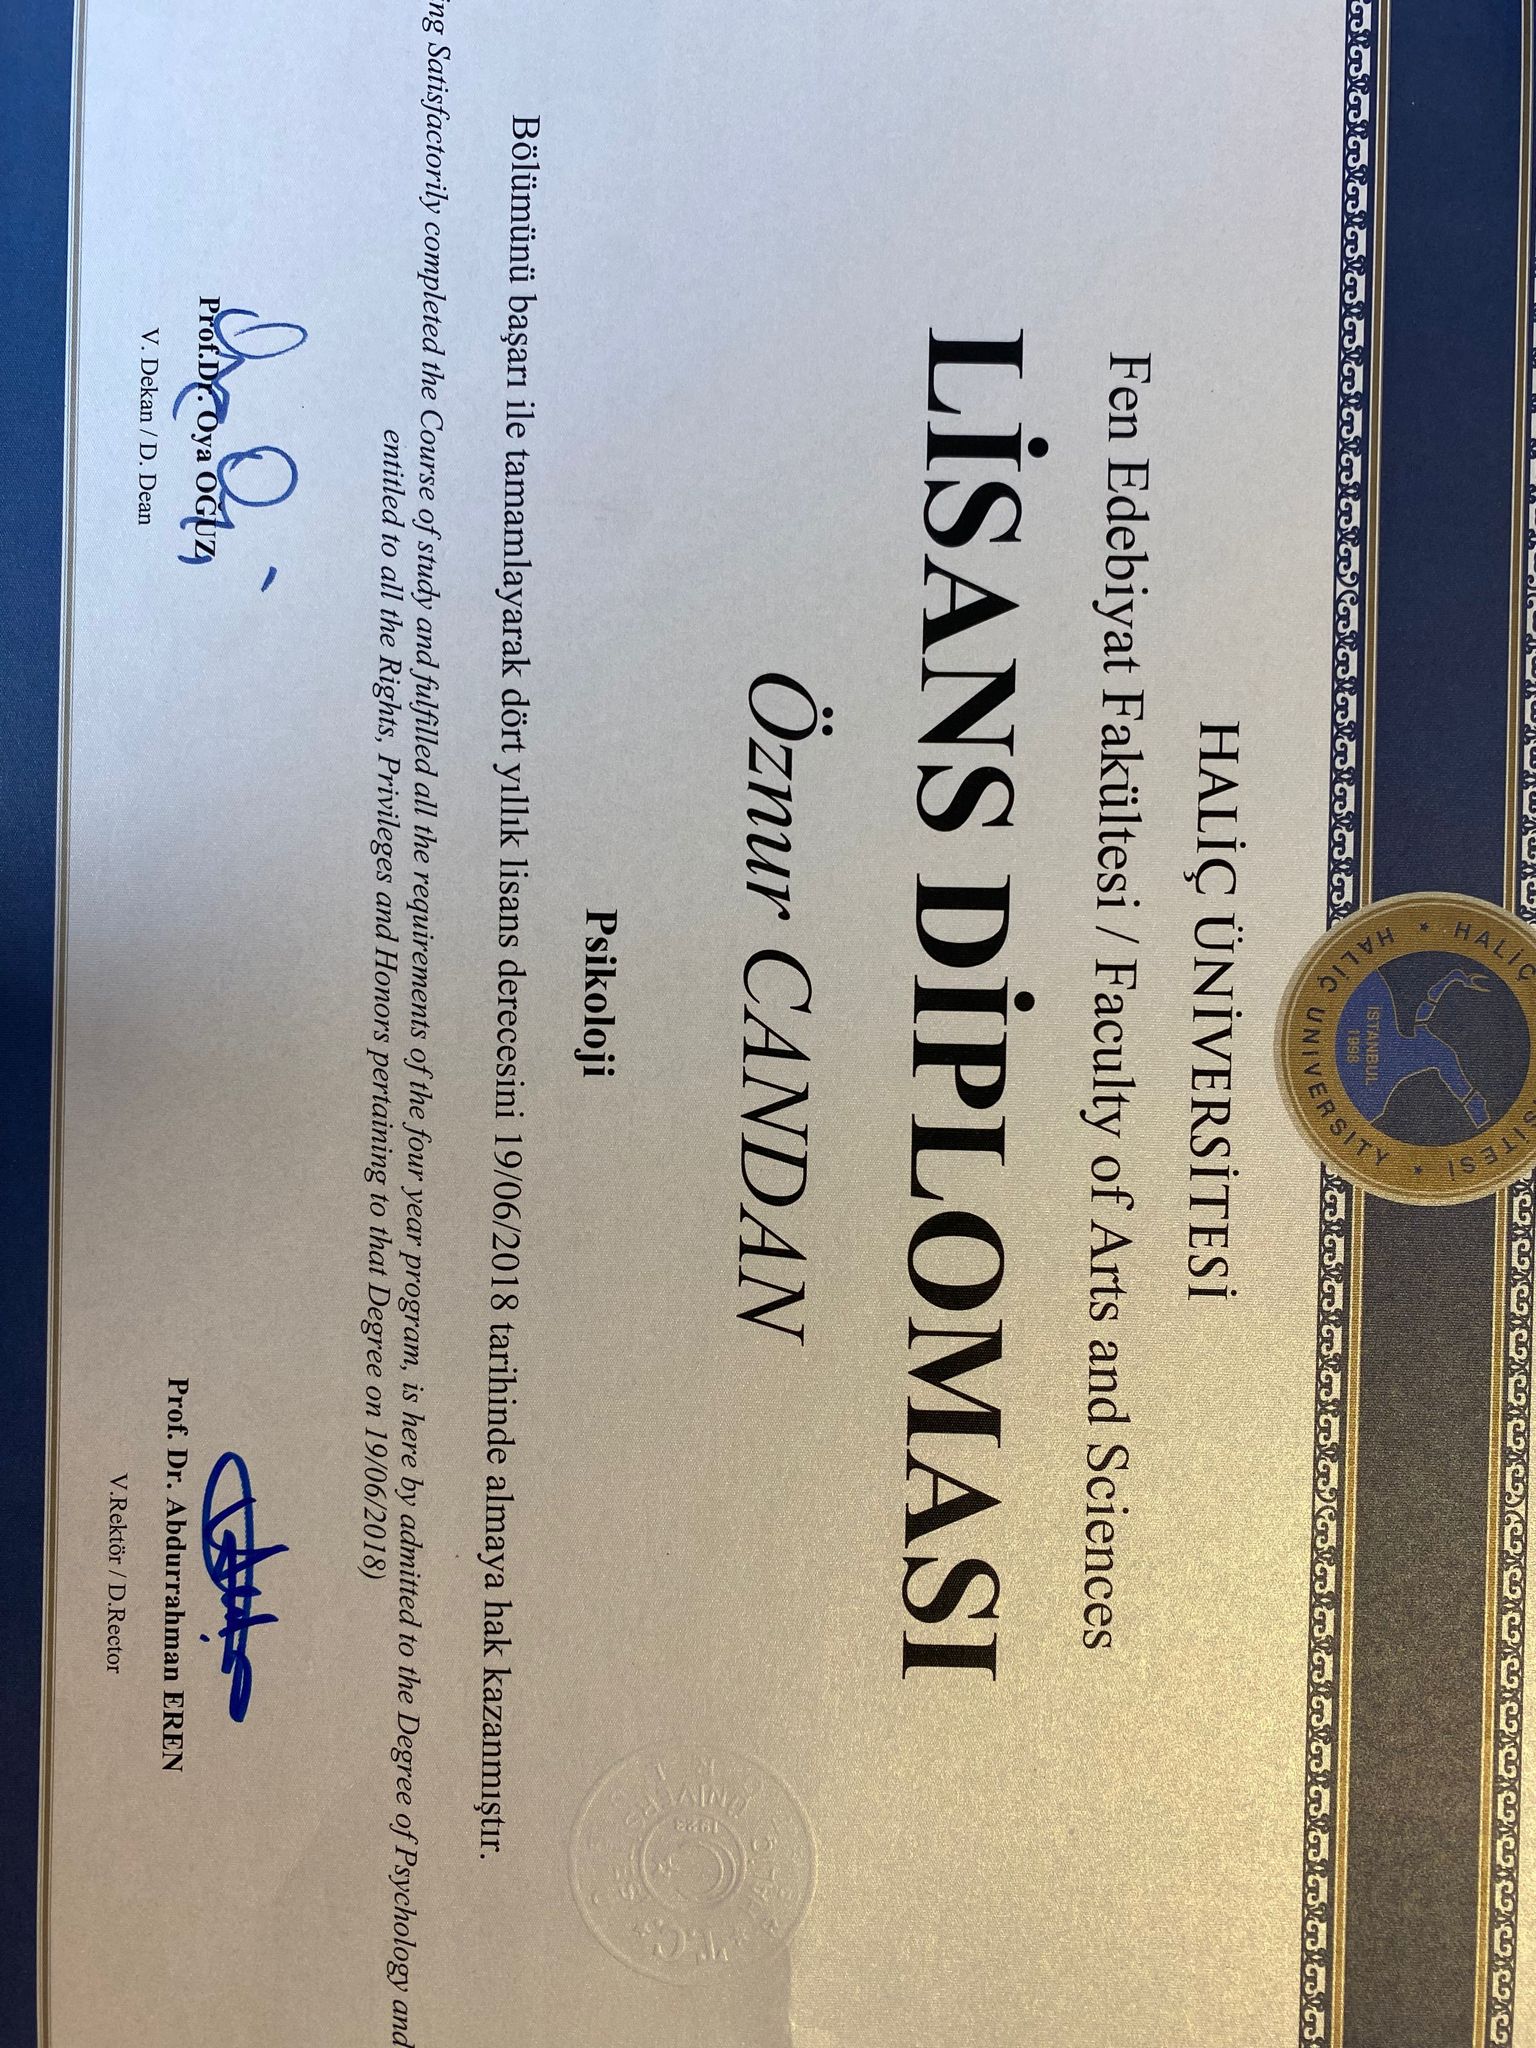 HALİÇ ÜNİVERSİTESİ
HALİÇ UNIVERSITY
İSTANBUL
1998
HALİÇ ÜNİVERSİTESİ
Fen Edebiyat Fakültesi / Faculty of Arts and Sciences
LİSANS DİPLOMASI
Öznur CANDAN
Psikoloji
Bölümünü başarı ile tamamlayarak dört yıllık lisans derecesini 19/06/2018 tarihinde almaya hak kazanmıştır.
ing Satisfactorily completed the Course of study and fulfilled all the requirements of the four year program, is here by admitted to the Degree of Psychology and
entitled to all the Rights, Privileges and Honors pertaining to that Degree on 19/06/2018)
Prof.Dr. Oya OĞUZ
V. Dekan / D. Dean
Prof. Dr. Abdurrahman EREN
V.Rektör / D.Rector
T.C.
1923